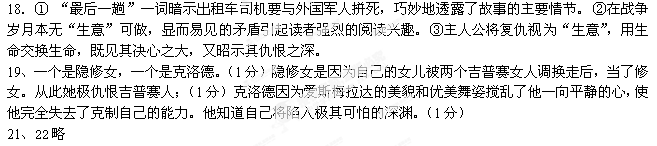 18. ① “最后一趟”一词暗示出租车司机要与外国军人拼死，巧妙地透露了故事的主要情节。②在战争
岁月本无“生意”可做，显而易见的矛盾引起读者强烈的阅读兴趣。③主人公将复仇视为“生意”，用生
命交换生命，既见其决心之大，又昭示其仇恨之深。
19、一个是隐修女，一个是克洛德。（1分）隐修女是因为自己的女儿被两个吉普赛女人调换走后，当了修
女。从此她极仇恨吉普赛人；（1分）克洛德因为爱斯梅拉达的美貌和优美舞姿搅乱了他一向平静的心，使
他完全失去了克制自己的能力。他知道自己将陷入极其可怕的深渊。（1分）
21、22略